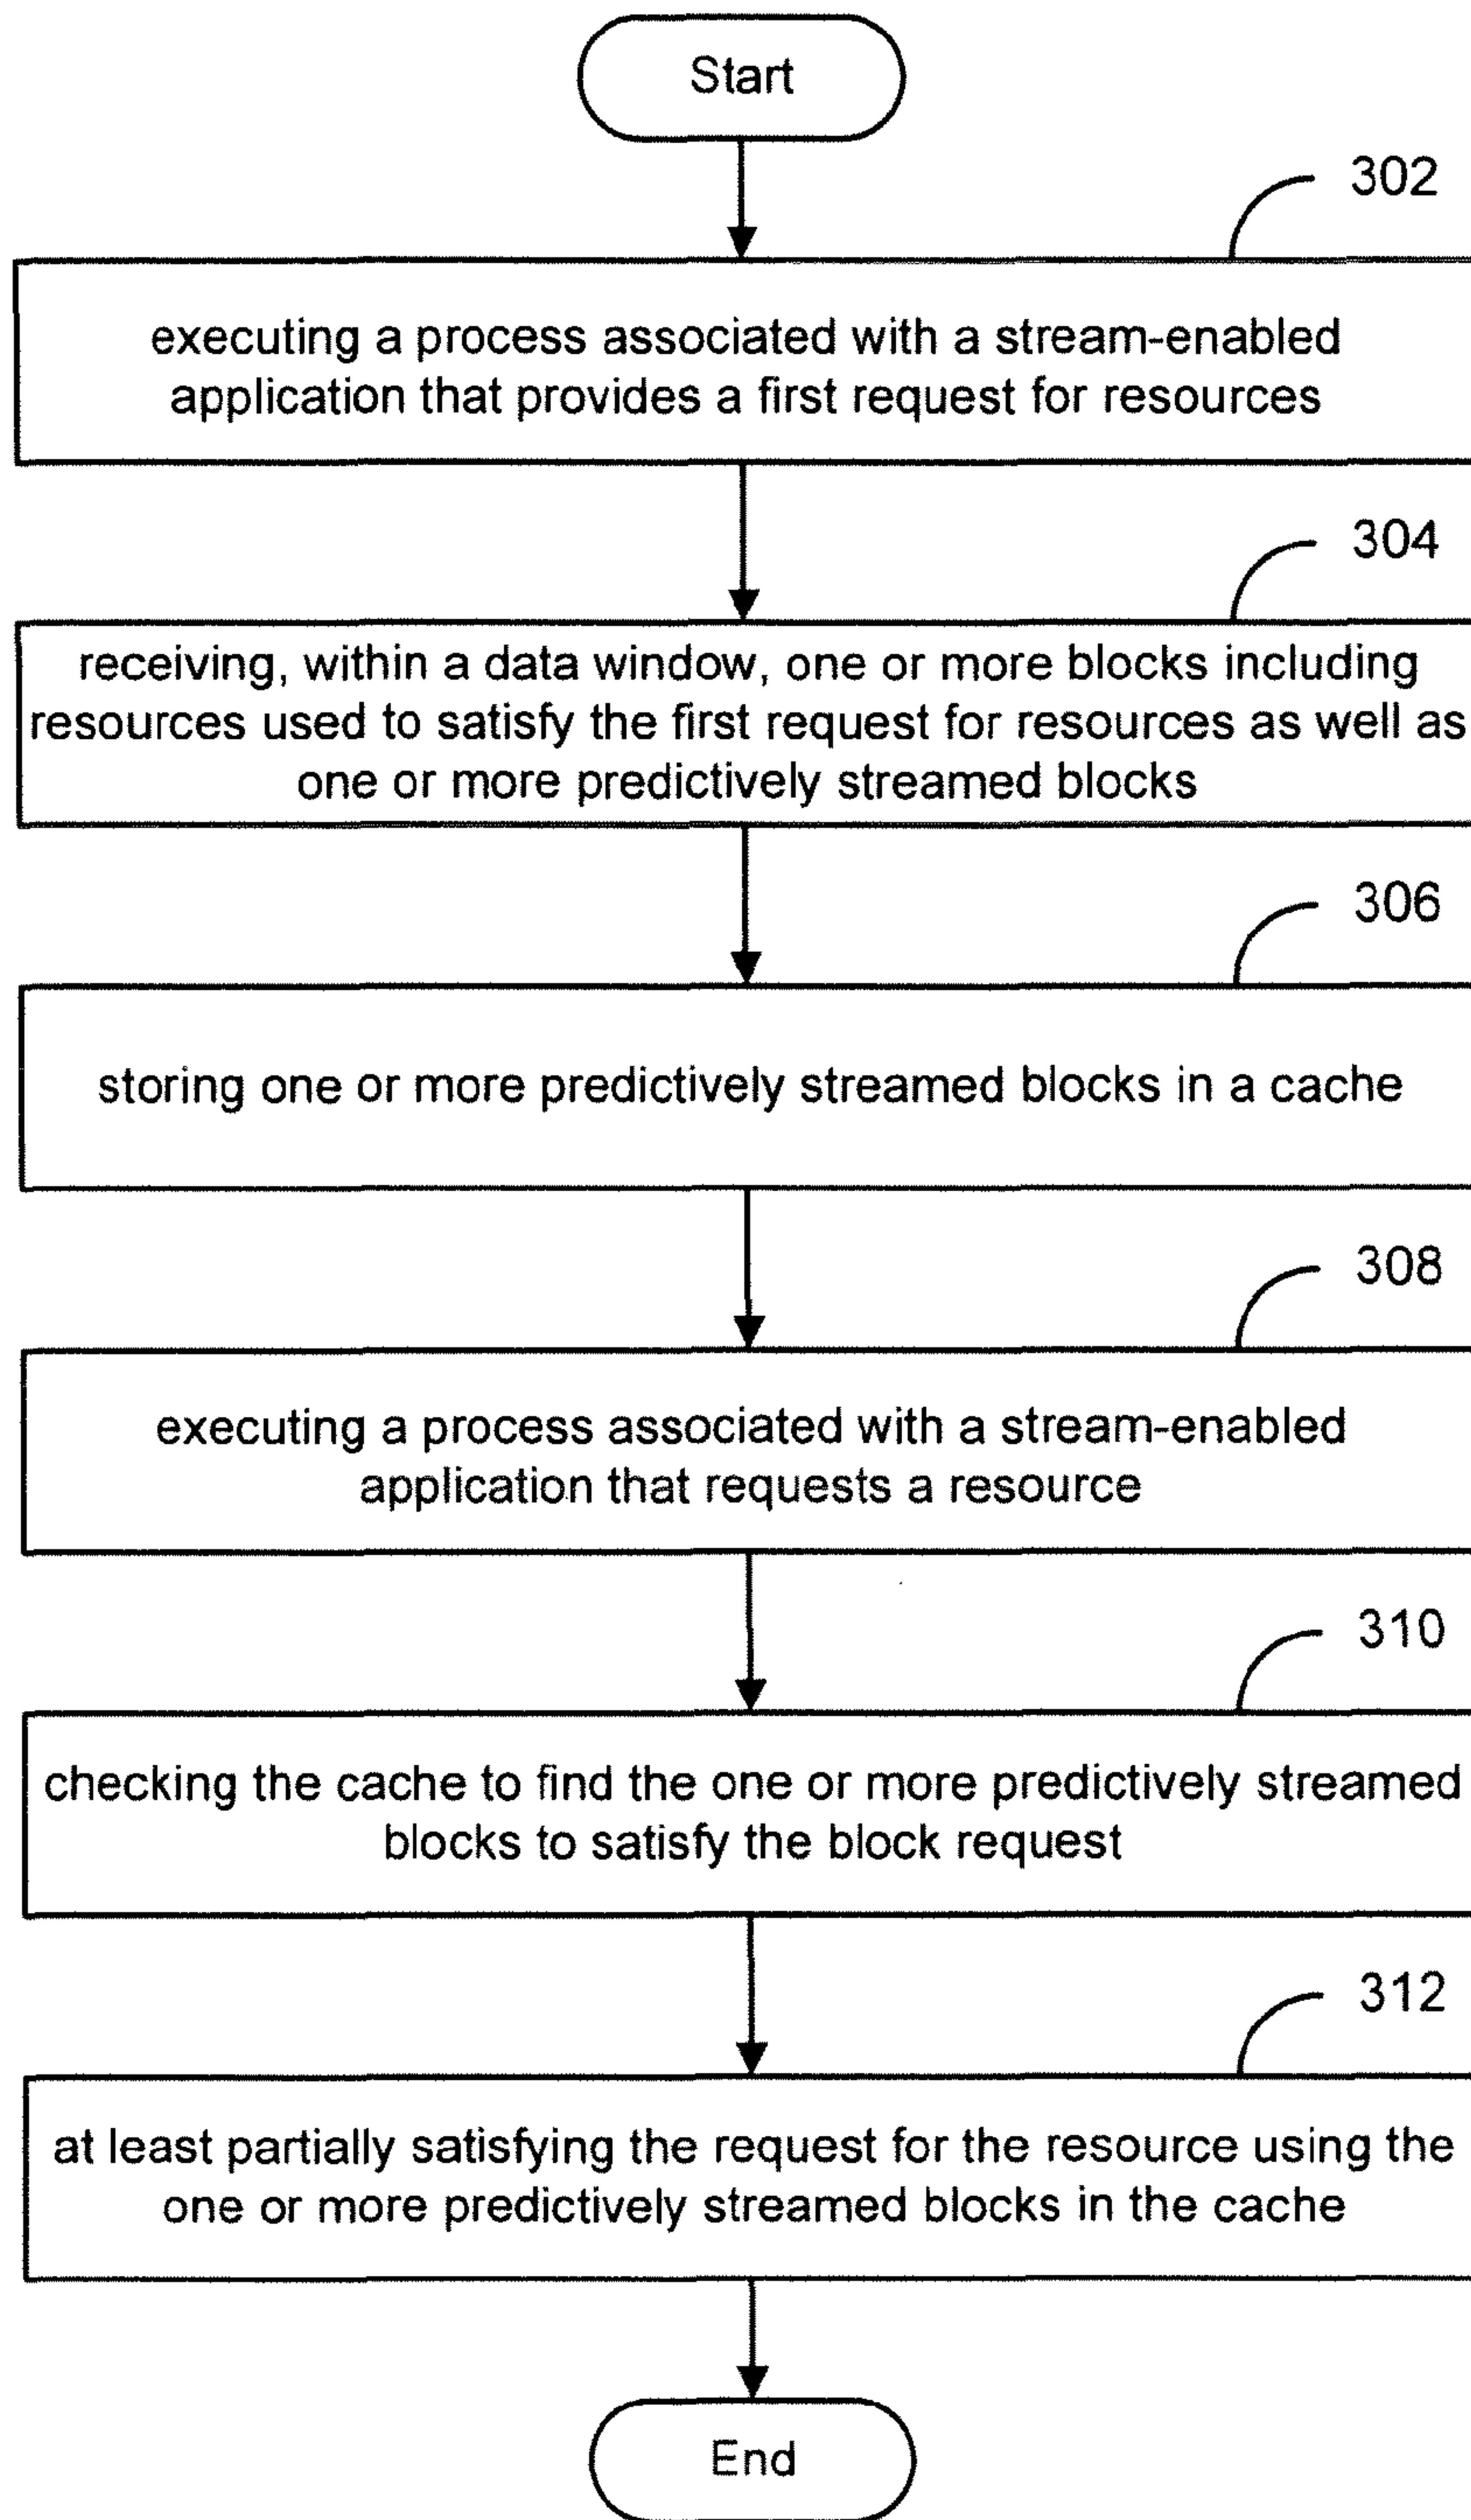 Start
302
executing a process associated with a stream-enabled
application that provides a first request for resources
304
receiving, within a data window, one or more blocks including
resources used to satisfy the first request for resources as well as
one or more predictively streamed blocks
306
storing one or more predictively streamed blocks in a cache
308
executing a process associated with a stream-enabled
application that requests a resource
310
checking the cache to find the one or more predictively streamed
blocks to satisfy the block request
312
at least partially satisfying the request for the resource using the
one or more predictively streamed blocks in the cache
End